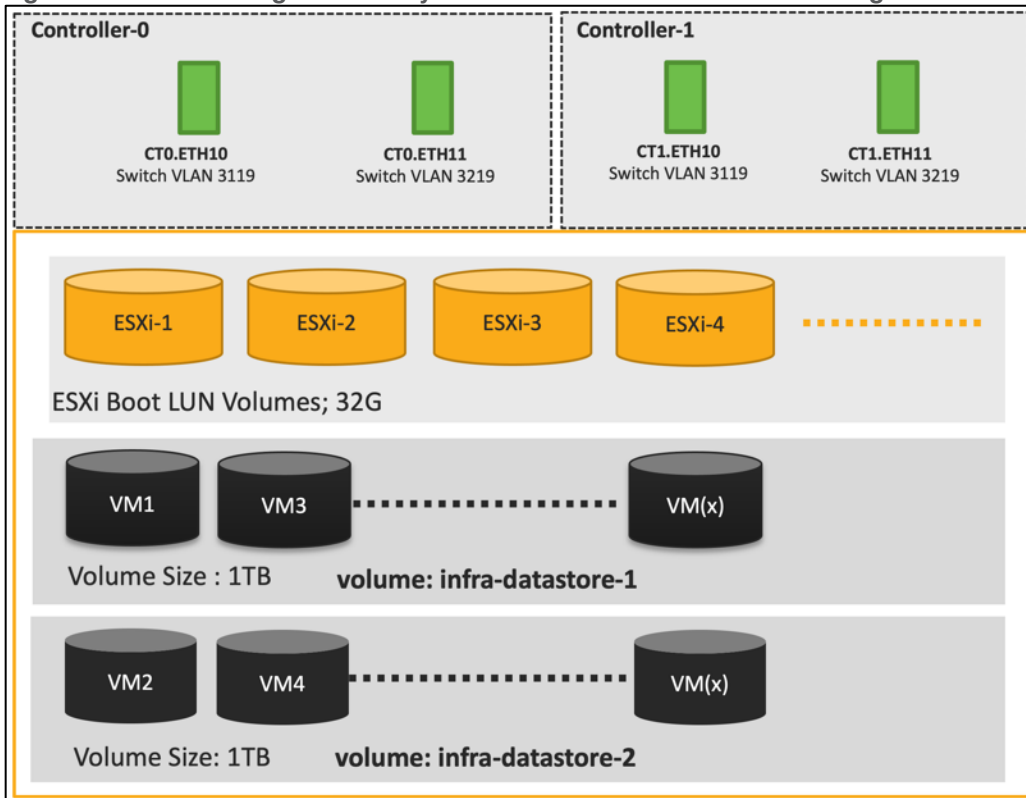 Controller-0
Controller-1
CT0.ETH10
Switch VLAN 3119
CT0.ETH11
Switch VLAN 3219
CT1.ETH10
Switch VLAN 3119
CT1.ETH11
Switch VLAN 3219
ESXi-1
ESXi-2
ESXi-3
ESXi-4
ESXi Boot LUN Volumes; 32G
VM1
VM3
VM(x)
Volume Size : 1TB
volume: infra-datastore-1
VM2
VM4
VM(x)
Volume Size: 1TB
volume: infra-datastore-2